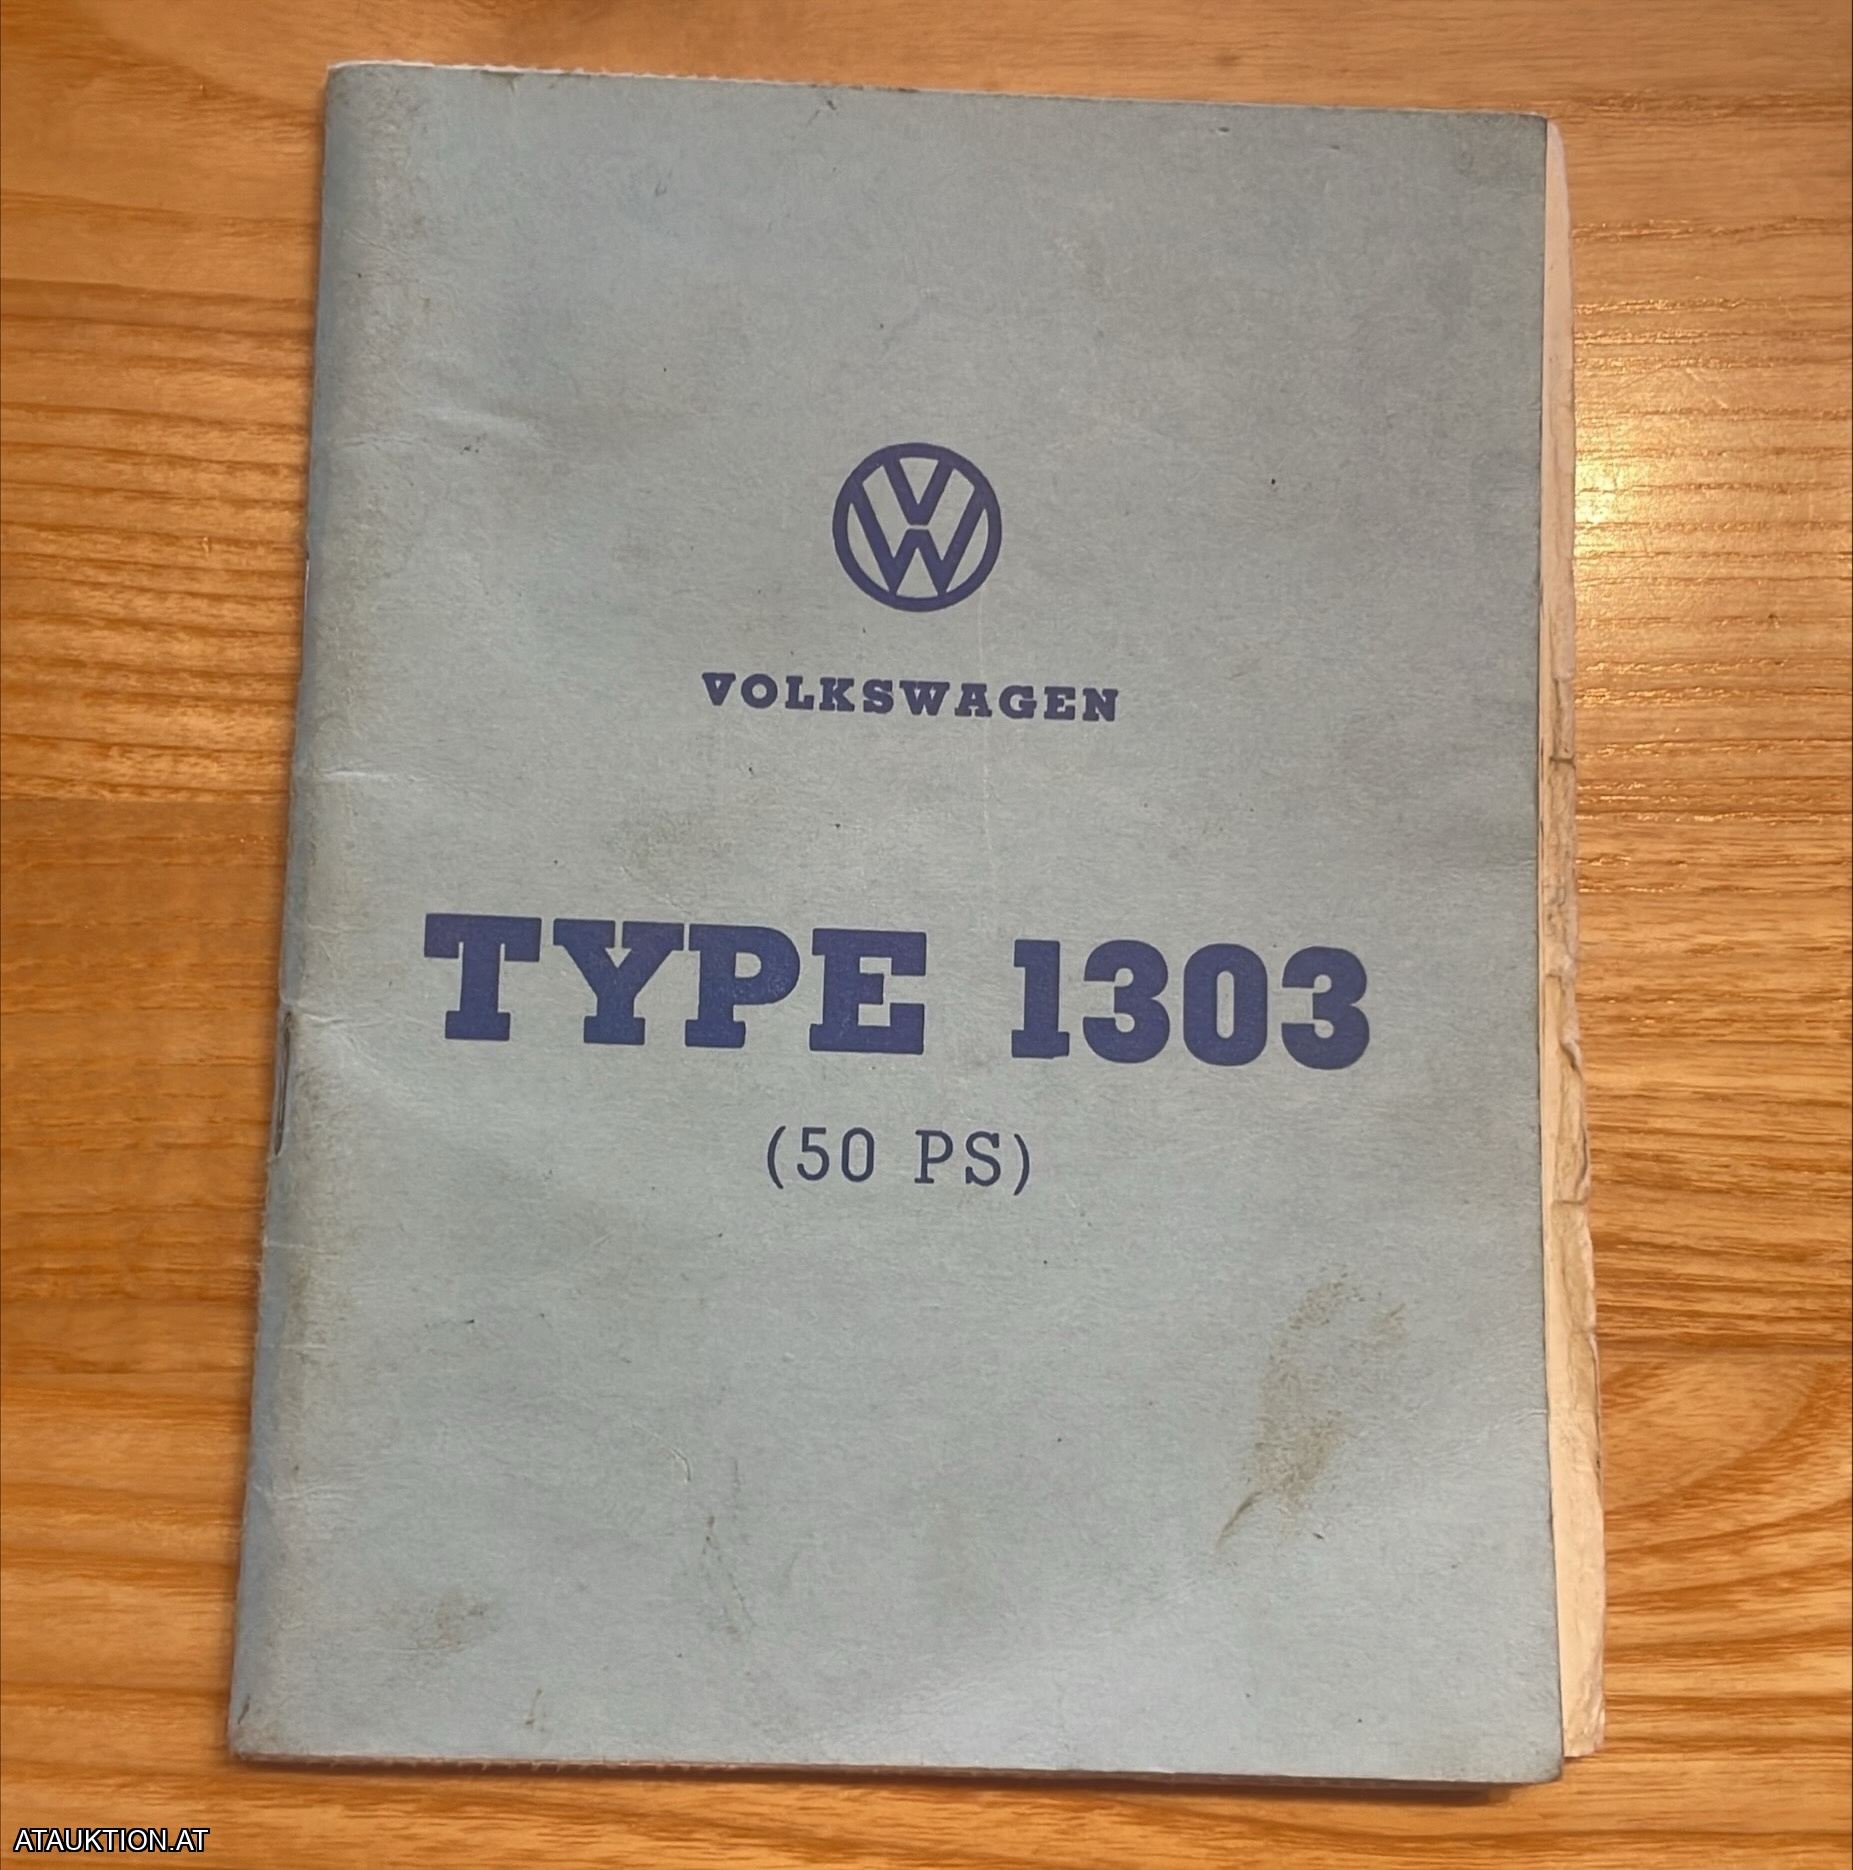 VW
VOLKSWAGEN
TYPE 1303
(50 PS)
ATAUKTION.AT